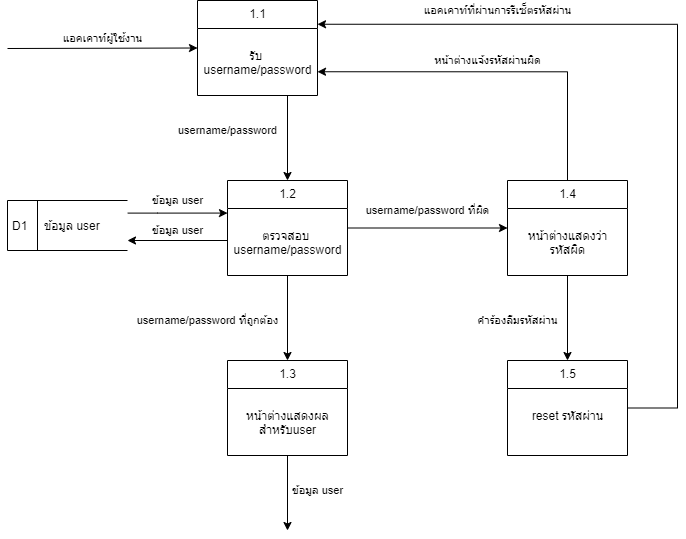 1.1
แอคเคาท์ที่ผ่านการรีเช็ตรหัสผ่าน
แอคเคาท์ผู้ใช้งาน
รับ
username/password
หน้าต่างแจ้งรหัสผ่านผิด
username/password
1.2
1.4
ข้อมูล user
username/password ที่ผิด
D1
ข้อมูล user
ข้อมูล user
ตรวจสอบ
username/password
หน้าต่างแสดงว่า
รหัสผิด
username/password ที่ถูกต้อง
คำร้องลืมรหัสผ่าน
1.3
1.5
หน้าต่างแสดงผล
สำหรับuser
reset รหัสผ่าน
ข้อมูล user